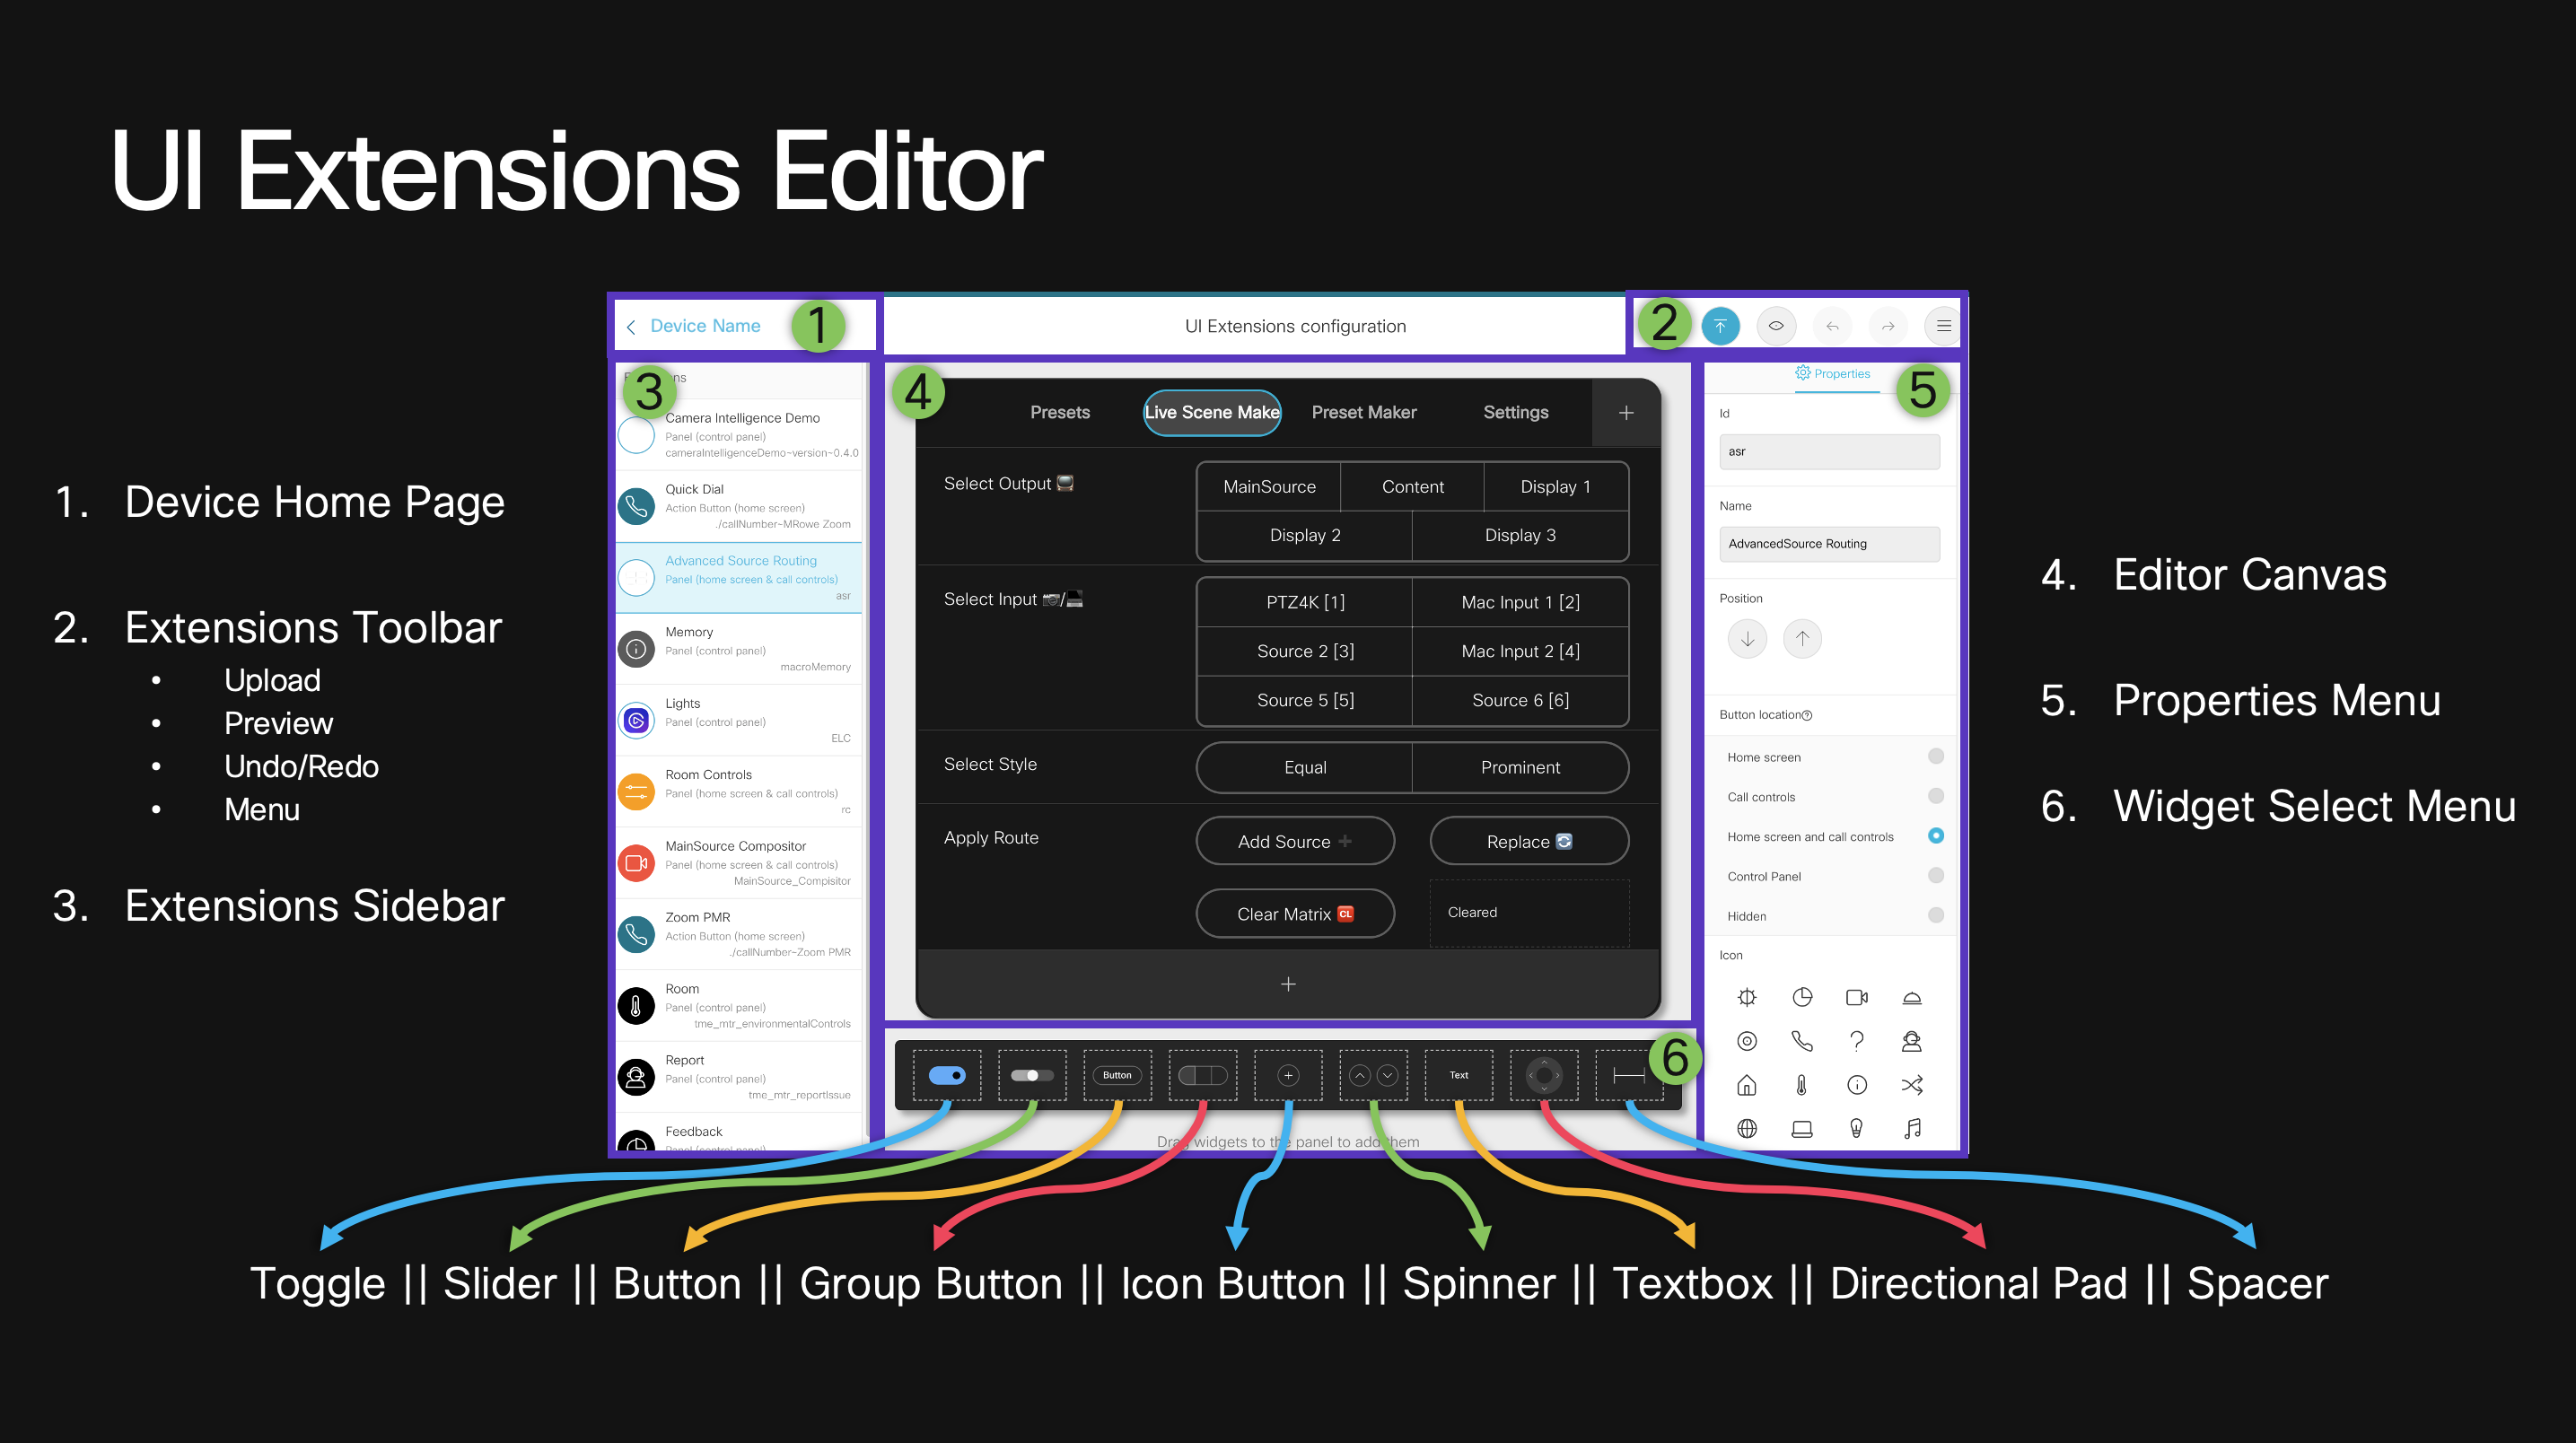 UI Extensions Editor
1. Device Home Page
2. Extensions Toolbar
• Upload
• Preview
• Undo/Redo
• Menu
3. Extensions Sidebar
Device Name
1
UI Extensions configuration
2
3
ns
Camera Intelligence Demo
Panel (control panel)
cameraIntelligenceDemo~version~0.4.0
Quick Dial
Action Button (home screen)
./callNumber~MRowe Zoom
Advanced Source Routing
Panel (home screen & call controls)
asr
Memory
Panel (control panel)
macroMemory
Lights
Panel (control panel)
ELC
Room Controls
Panel (home screen & call controls)
rc
MainSource Compositor
Panel (home screen & call controls)
MainSource_Compisitor
Zoom PMR
Action Button (home screen)
./callNumber~Zoom PMR
Room
Panel (control panel)
tme_mtr_environmentalControls
Report
Panel (control panel)
tme_mtr_reportIssue
Feedback
Panel (control panel)
4
Presets Live Scene Make Preset Maker Settings +
Select Output
MainSource Content Display 1
Display 2 Display 3
Select Input /
PTZ4K [1] Mac Input 1 [2]
Source 2 [3] Mac Input 2 [4]
Source 5 [5] Source 6 [6]
Select Style
Equal Prominent
Apply Route
Add Source ➕ Replace 🔄
Clear Matrix CL Cleared
+
6
Button
Text
Drag widgets to the panel to add them
Properties
5
Id
asr
Name
AdvancedSource Routing
Position
Button location
Home screen
Call controls
Home screen and call controls
Control Panel
Hidden
Icon
4. Editor Canvas
5. Properties Menu
6. Widget Select Menu
Toggle || Slider || Button || Group Button || Icon Button || Spinner || Textbox || Directional Pad || Spacer